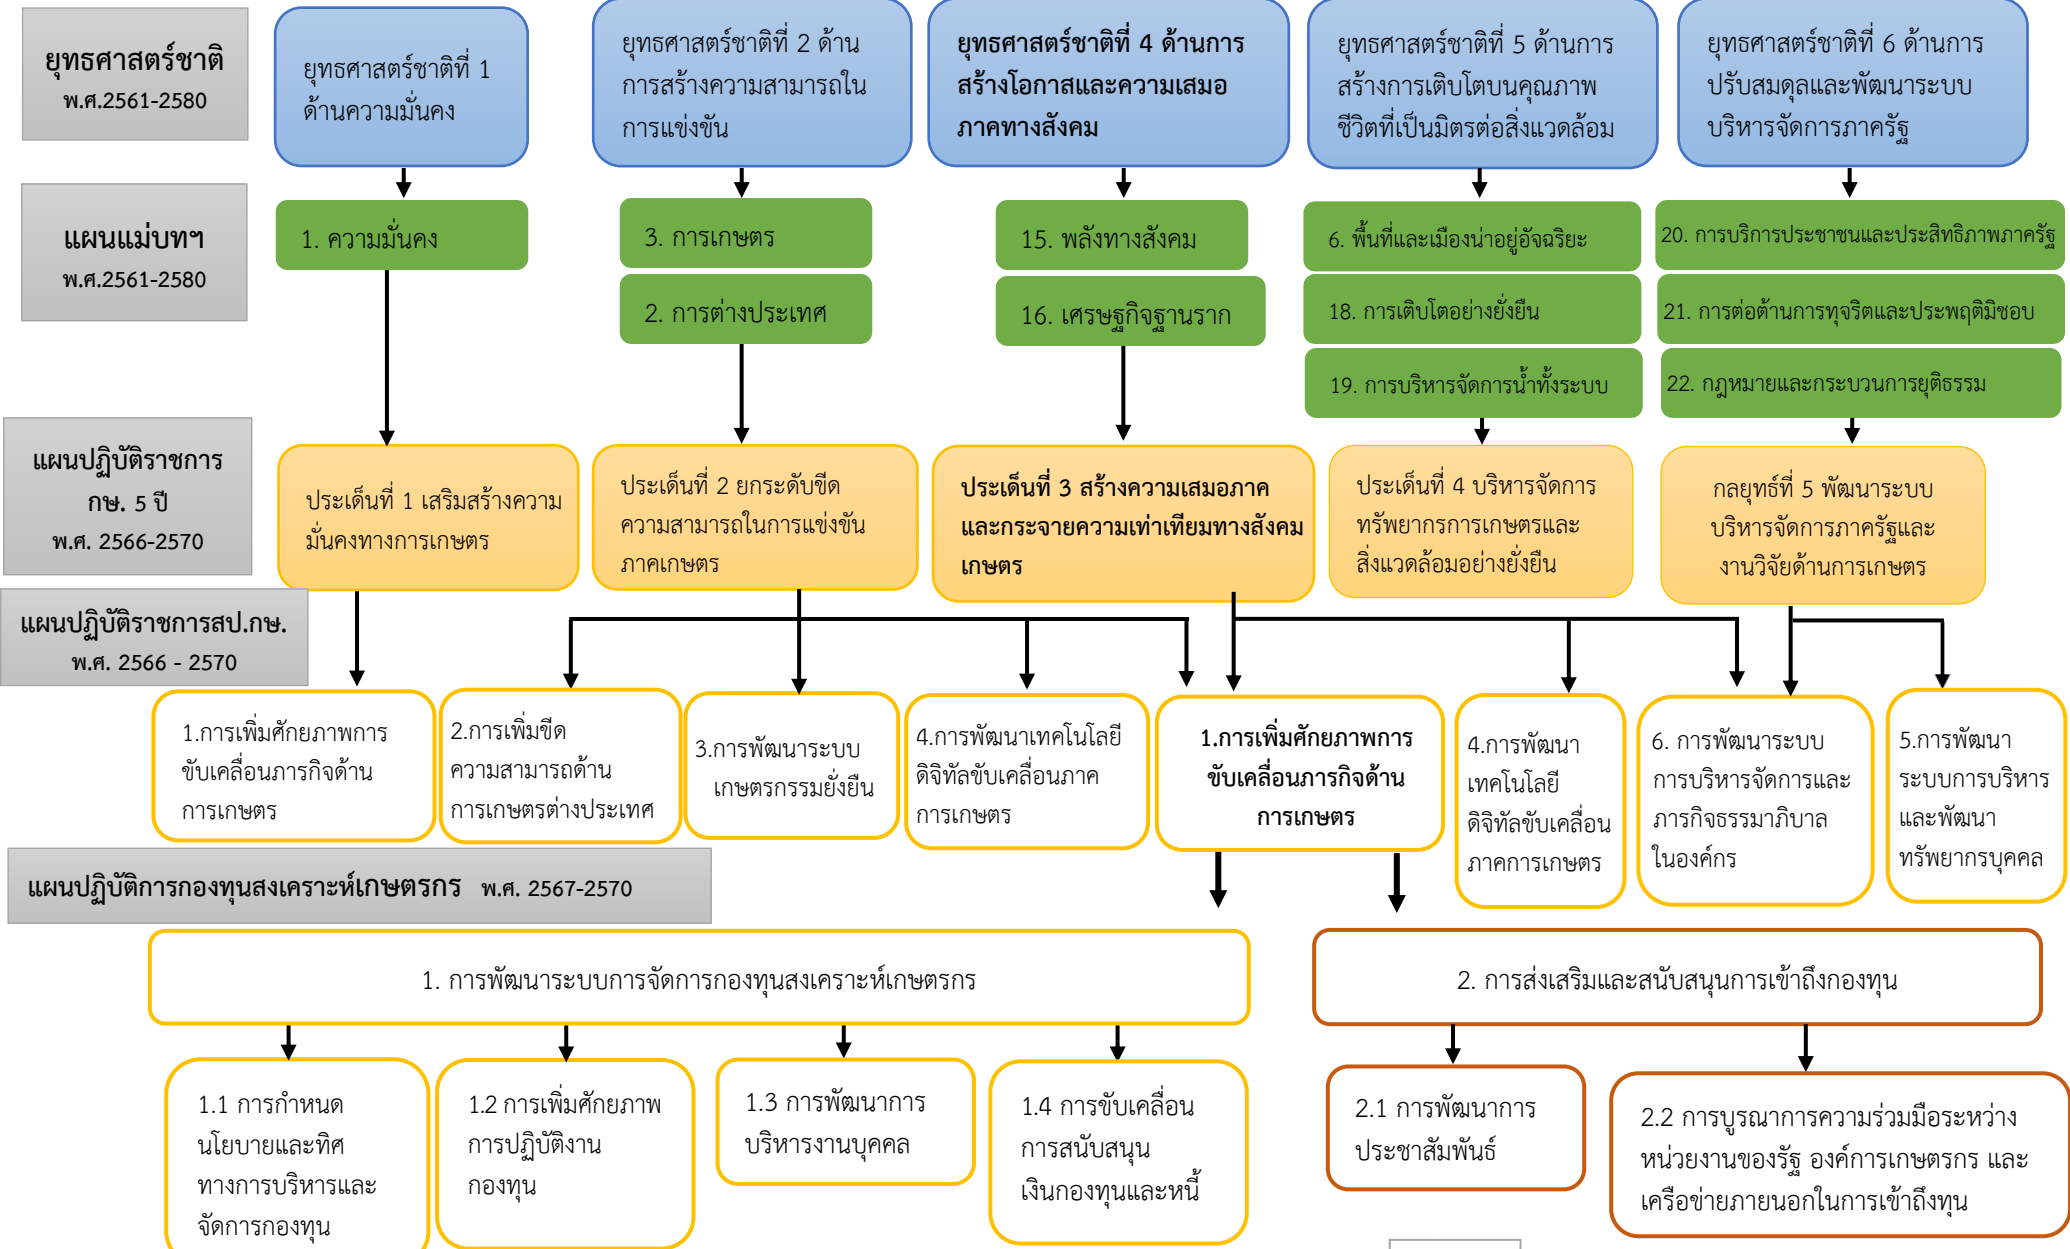 ยุทธศาสตร์ชาติ
พ.ศ.2561-2580
ยุทธศาสตร์ชาติที่ 1
ด้านความมั่นคง
ยุทธศาสตร์ชาติที่ 2 ด้าน
การสร้างความสามารถใน
การแข่งขัน
ยุทธศาสตร์ชาติที่ 4 ด้านการ
สร้างโอกาสและความเสมอ
ภาคทางสังคม
ยุทธศาสตร์ชาติที่ 5 ด้านการ
สร้างการเติบโตบนคุณภาพ
ชีวิตที่เป็นมิตรต่อสิ่งแวดล้อม
ยุทธศาสตร์ชาติที่ 6 ด้านการ
ปรับสมดุลและพัฒนาระบบ
บริหารจัดการภาครัฐ
แผนแม่บทฯ
พ.ศ.2561-2580
1. ความมั่นคง
3. การเกษตร
2. การต่างประเทศ
15. พลังทางสังคม
16. เศรษฐกิจฐานราก
6. พื้นที่และเมืองน่าอยู่อัจฉริยะ
18. การเติบโตอย่างยั่งยืน
19. การบริหารจัดการน้ำทั้งระบบ
20. การบริการประชาชนและประสิทธิภาพภาครัฐ
21. การต่อต้านการทุจริตและประพฤติมิชอบ
22. กฎหมายและกระบวนการยุติธรรม
แผนปฏิบัติราชการ
กษ. 5 ปี
พ.ศ. 2566-2570
ประเด็นที่ 1 เสริมสร้างความ
มั่นคงทางการเกษตร
ประเด็นที่ 2 ยกระดับขีด
ความสามารถในการแข่งขัน
ภาคเกษตร
ประเด็นที่ 3 สร้างความเสมอภาค
และกระจายความเท่าเทียมทางสังคม
เกษตร
ประเด็นที่ 4 บริหารจัดการ
ทรัพยากรการเกษตรและ
สิ่งแวดล้อมอย่างยั่งยืน
กลยุทธ์ที่ 5 พัฒนาระบบ
บริหารจัดการภาครัฐและ
งานวิจัยด้านการเกษตร
แผนปฏิบัติราชการสป.กษ.
พ.ศ. 2566 - 2570
1.การเพิ่มศักยภาพการ
ขับเคลื่อนภารกิจด้าน
การเกษตร
2.การเพิ่มขีด
ความสามารถด้าน
การเกษตรต่างประเทศ
3.การพัฒนาระบบ
เกษตรกรรมยั่งยืน
4.การพัฒนาเทคโนโลยี
ดิจิทัลขับเคลื่อนภาค
การเกษตร
1.การเพิ่มศักยภาพการ
ขับเคลื่อนภารกิจด้าน
การเกษตร
4.การพัฒนา
เทคโนโลยี
ดิจิทัลขับเคลื่อน
ภาคการเกษตร
6. การพัฒนาระบบ
การบริหารจัดการและ
ภารกิจธรรมาภิบาล
ในองค์กร
5.การพัฒนา
ระบบการบริหาร
และพัฒนา
ทรัพยากรบุคคล
แผนปฏิบัติการกองทุนสงเคราะห์เกษตรกร พ.ศ. 2567-2570
1. การพัฒนาระบบการจัดการกองทุนสงเคราะห์เกษตรกร
2. การส่งเสริมและสนับสนุนการเข้าถึงกองทุน
1.1 การกำหนด
นโยบายและทิศ
ทางการบริหารและ
จัดการกองทุน
1.2 การเพิ่มศักยภาพ
การปฏิบัติงาน
กองทุน
1.3 การพัฒนาการ
บริหารงานบุคคล
1.4 การขับเคลื่อน
การสนับสนุน
เงินกองทุนและหนี้
2.1 การพัฒนาการ
ประชาสัมพันธ์
2.2 การบูรณาการความร่วมมือระหว่าง
หน่วยงานของรัฐ องค์การเกษตรกร และ
เครือข่ายภายนอกในการเข้าถึงทุน